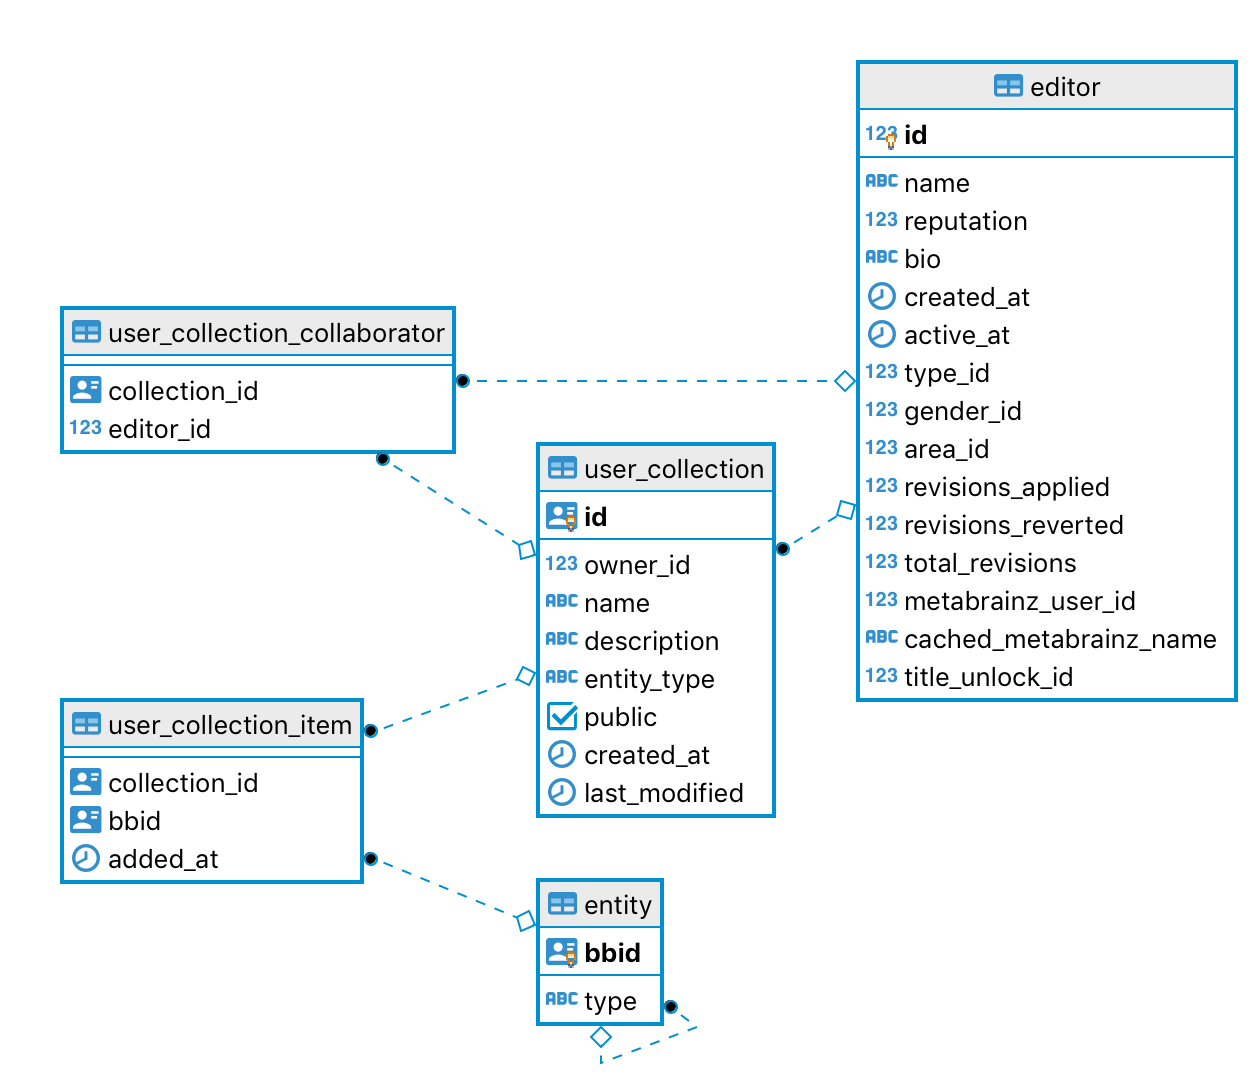 editor
123 id
ABC name
123 reputation
ABC bio
created_at
active_at
123 type_id
123 gender_id
123 area_id
123 revisions_applied
123 revisions_reverted
123 total_revisions
123 metabrainz_user_id
ABC cached_metabrainz_name
123 title_unlock_id
user_collection_collaborator
collection_id
123 editor_id
user_collection
id
123 owner_id
ABC name
ABC description
ABC entity_type
public
created_at
last_modified
user_collection_item
collection_id
bbid
added_at
entity
bbid
ABC type